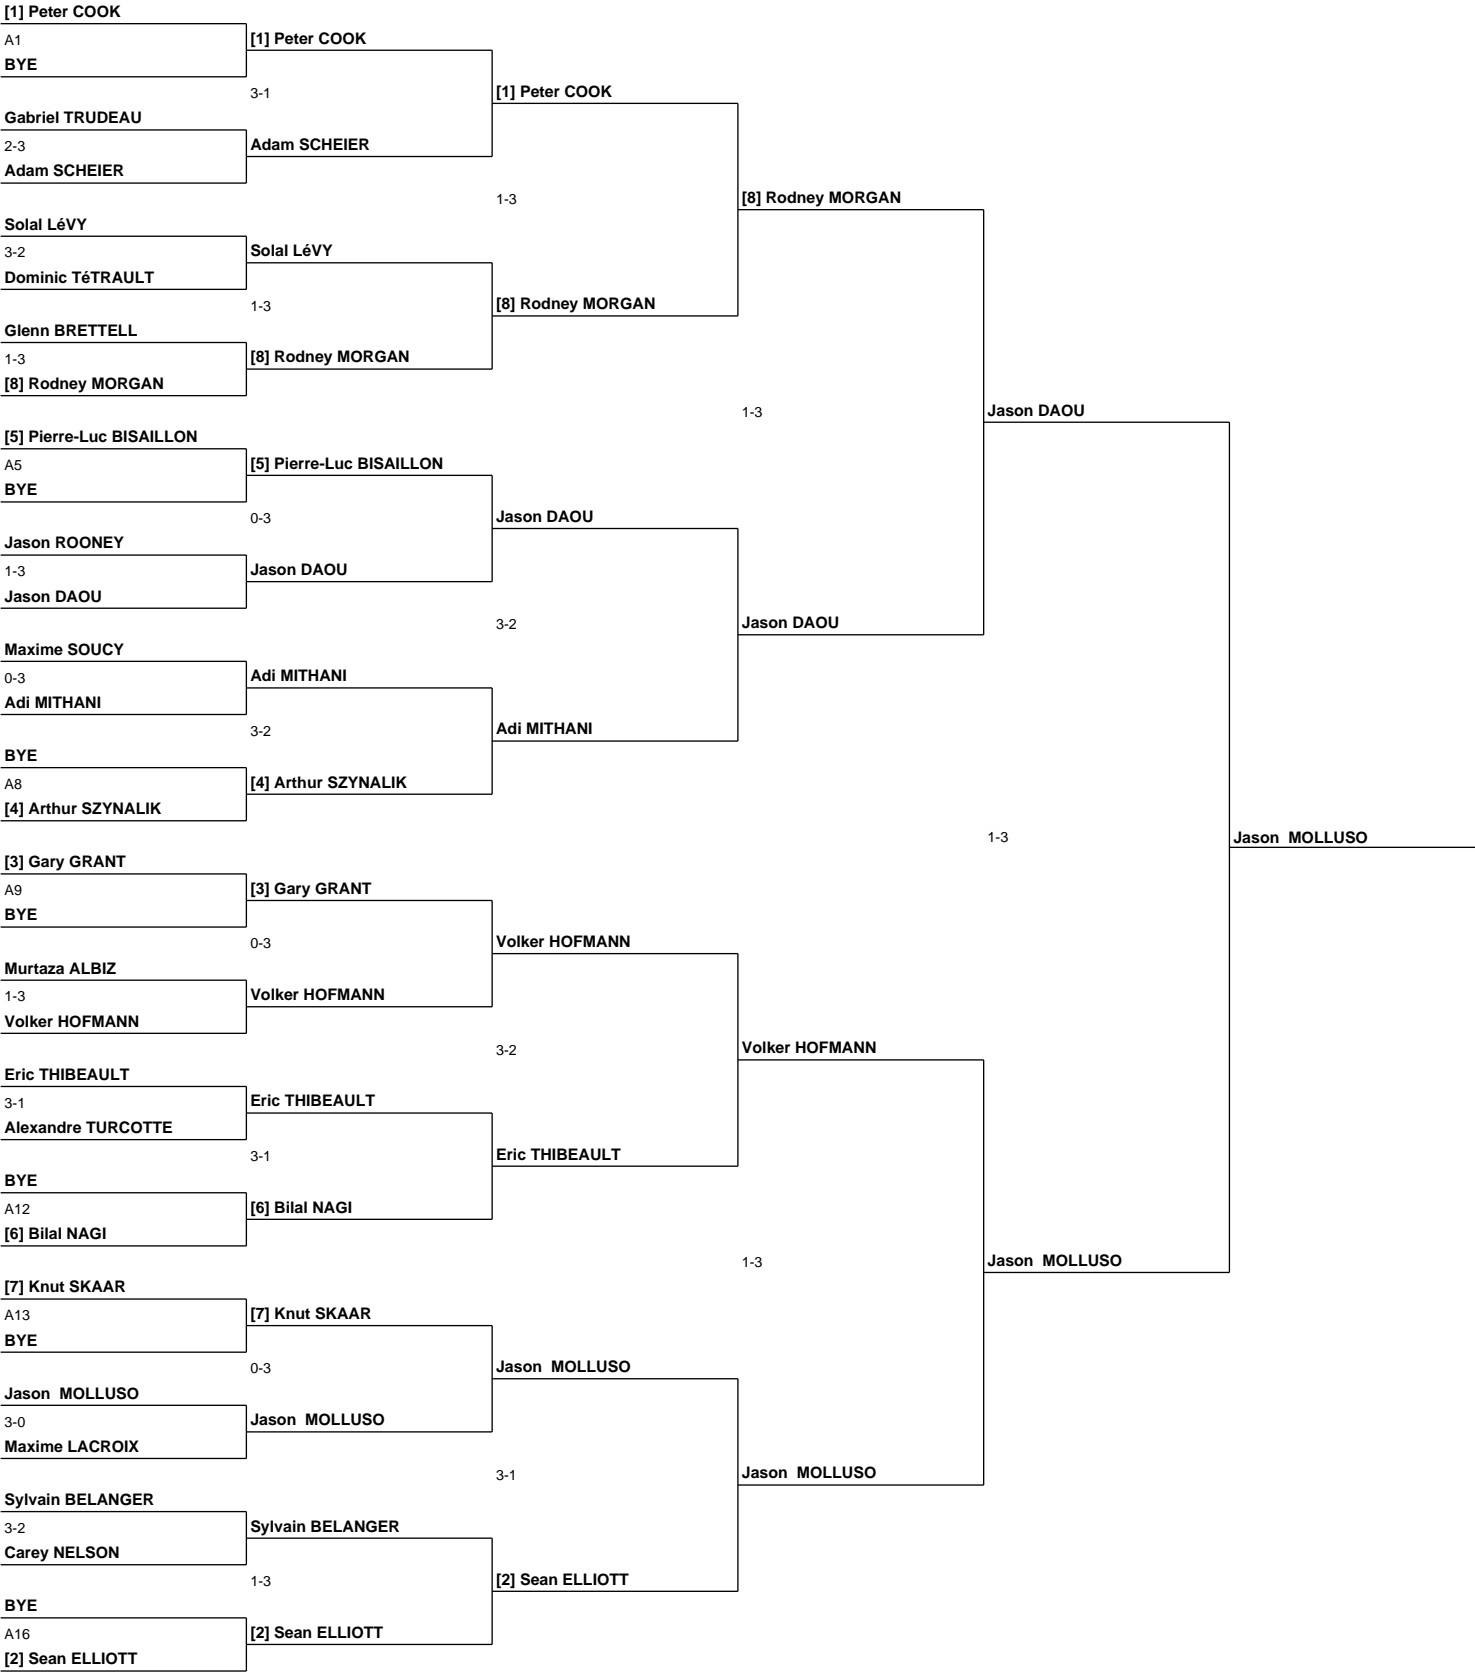 [1] Peter COOK
A1
BYE
Gabriel TRUDEAU
2-3
Adam SCHEIER
Solal LéVY
3-2
Dominic TéTRAULT
Glenn BRETTELL
1-3
[8] Rodney MORGAN
[5] Pierre-Luc BISAILLON
A5
BYE
Jason ROONEY
1-3
Jason DAOU
Maxime SOUCY
0-3
Adi MITHANI
BYE
A8
[4] Arthur SZYNALIK
[3] Gary GRANT
A9
BYE
Murtaza ALBIZ
1-3
Volker HOFMANN
Eric THIBEAULT
3-1
Alexandre TURCOTTE
BYE
A12
[6] Bilal NAGI
[7] Knut SKAAR
A13
BYE
Jason  MOLLUSO
3-0
Maxime LACROIX
Sylvain BELANGER
3-2
Carey NELSON
BYE
A16
[2] Sean ELLIOTT
[1] Peter COOK
3-1
Adam SCHEIER
Solal LéVY
1-3
[8] Rodney MORGAN
[5] Pierre-Luc BISAILLON
0-3
Jason DAOU
Adi MITHANI
3-2
[4] Arthur SZYNALIK
[3] Gary GRANT
0-3
Volker HOFMANN
Eric THIBEAULT
3-1
[6] Bilal NAGI
[7] Knut SKAAR
0-3
Jason  MOLLUSO
Sylvain BELANGER
1-3
[2] Sean ELLIOTT
[1] Peter COOK
1-3
[8] Rodney MORGAN
Jason DAOU
3-2
Adi MITHANI
Volker HOFMANN
3-2
Eric THIBEAULT
Jason  MOLLUSO
3-1
[2] Sean ELLIOTT
[8] Rodney MORGAN
1-3
Jason DAOU
Volker HOFMANN
1-3
Jason  MOLLUSO
Jason DAOU
1-3
Jason  MOLLUSO
Jason  MOLLUSO